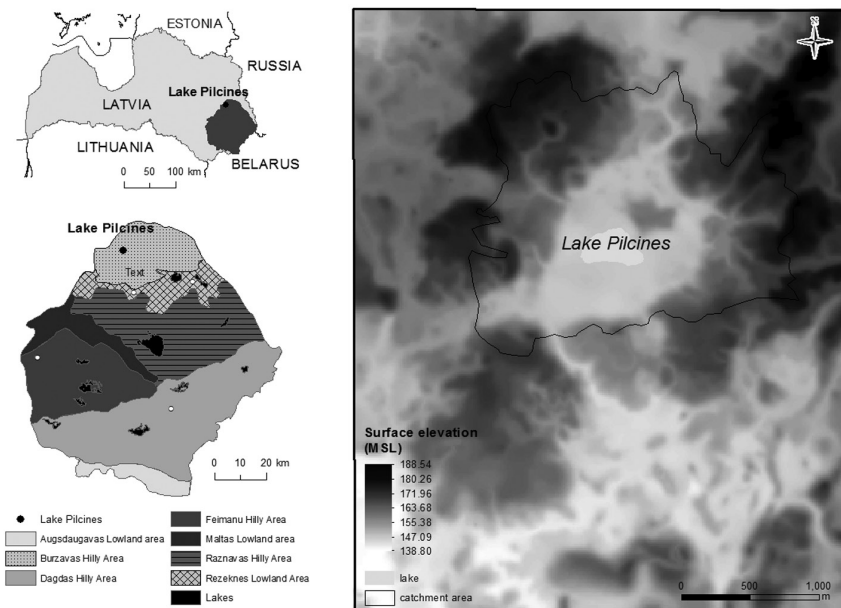 ESTONIA
RUSSIA
Lake Pilcines
LATVIA
LITHUANIA
BELARUS
0 50 100 km
Lake Pilcines
Text
0 10 20
km
Lake Pilcines
Augsdaugavas Lowland area
Burzavas Hilly Area
Dagdas Hilly Area
Feimanu Hilly Area
Maltas Lowland area
Raznavas Hilly Area
Rezeknes Lowland Area
Lakes
N
Lake Pilcines
Surface elevation
(MSL)
188.54
180.26
171.96
163.68
155.38
147.09
138.80
lake
catchment area
0 500 1,000
m